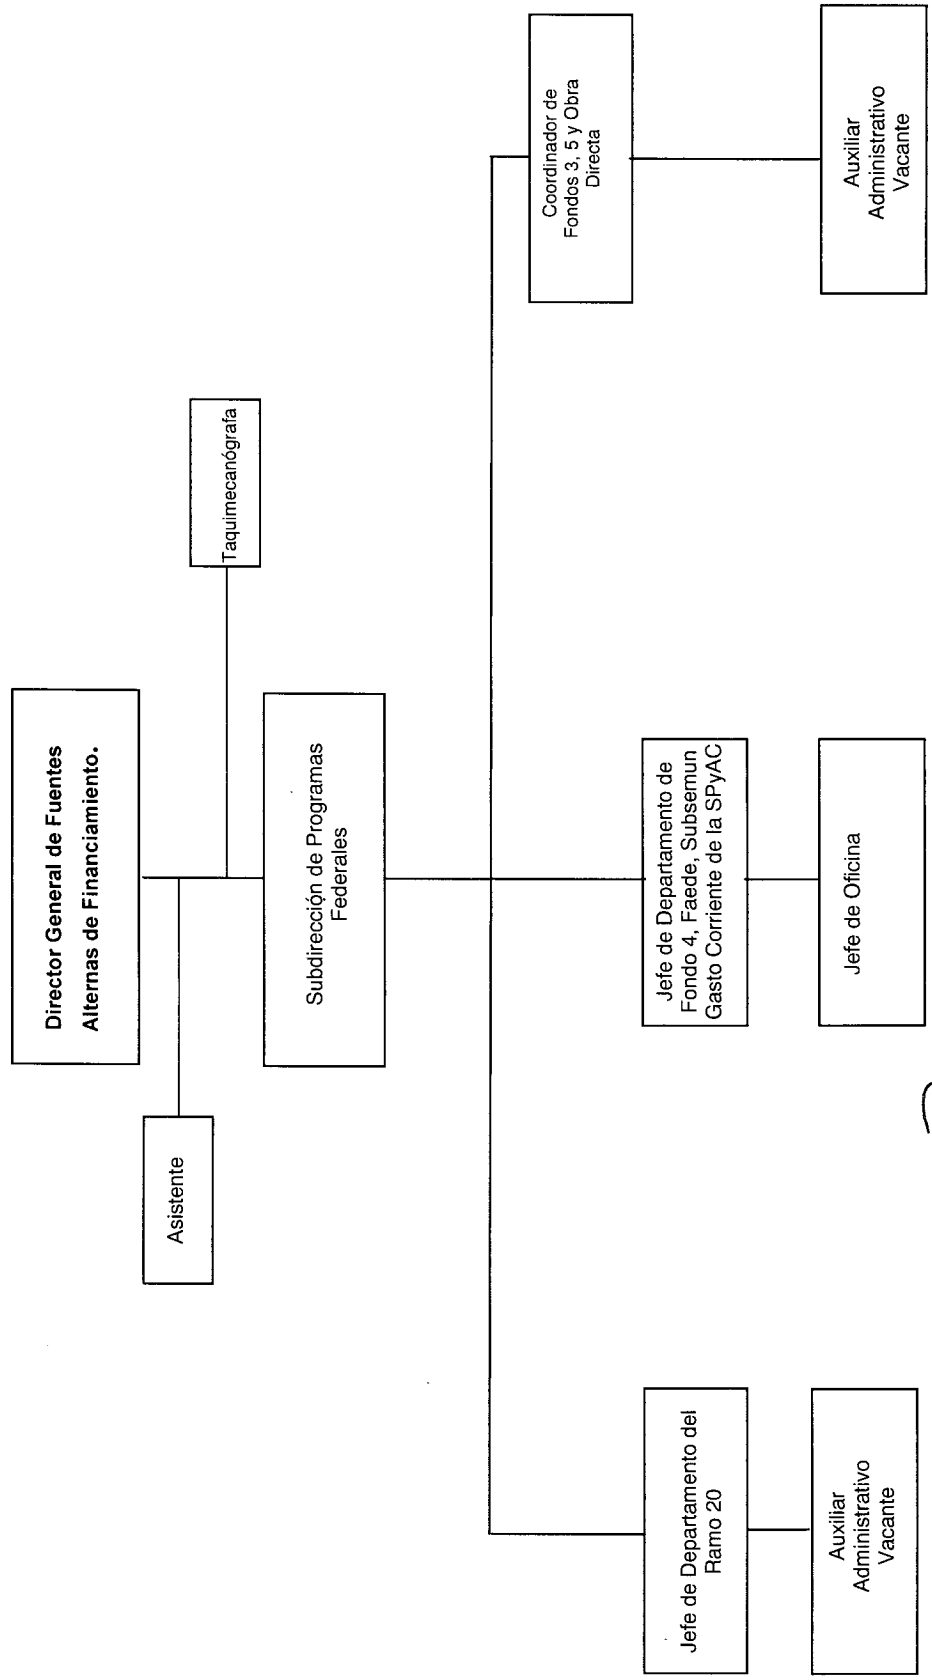 Director General de Fuentes
Alternas de Financiamiento.
Asistente
Taquimecanógrafa
Subdirección de Programas
Federales
Jefe de Departamento del
Ramo 20
Jefe de Departamento de
Fondo 4, Faede, Subsemun
Gasto Corriente de la SPyAC
Coordinador de
Fondos 3, 5 y Obra
Directa
Auxiliar
Administrativo
Vacante
Jefe de Oficina
Auxiliar
Administrativo
Vacante